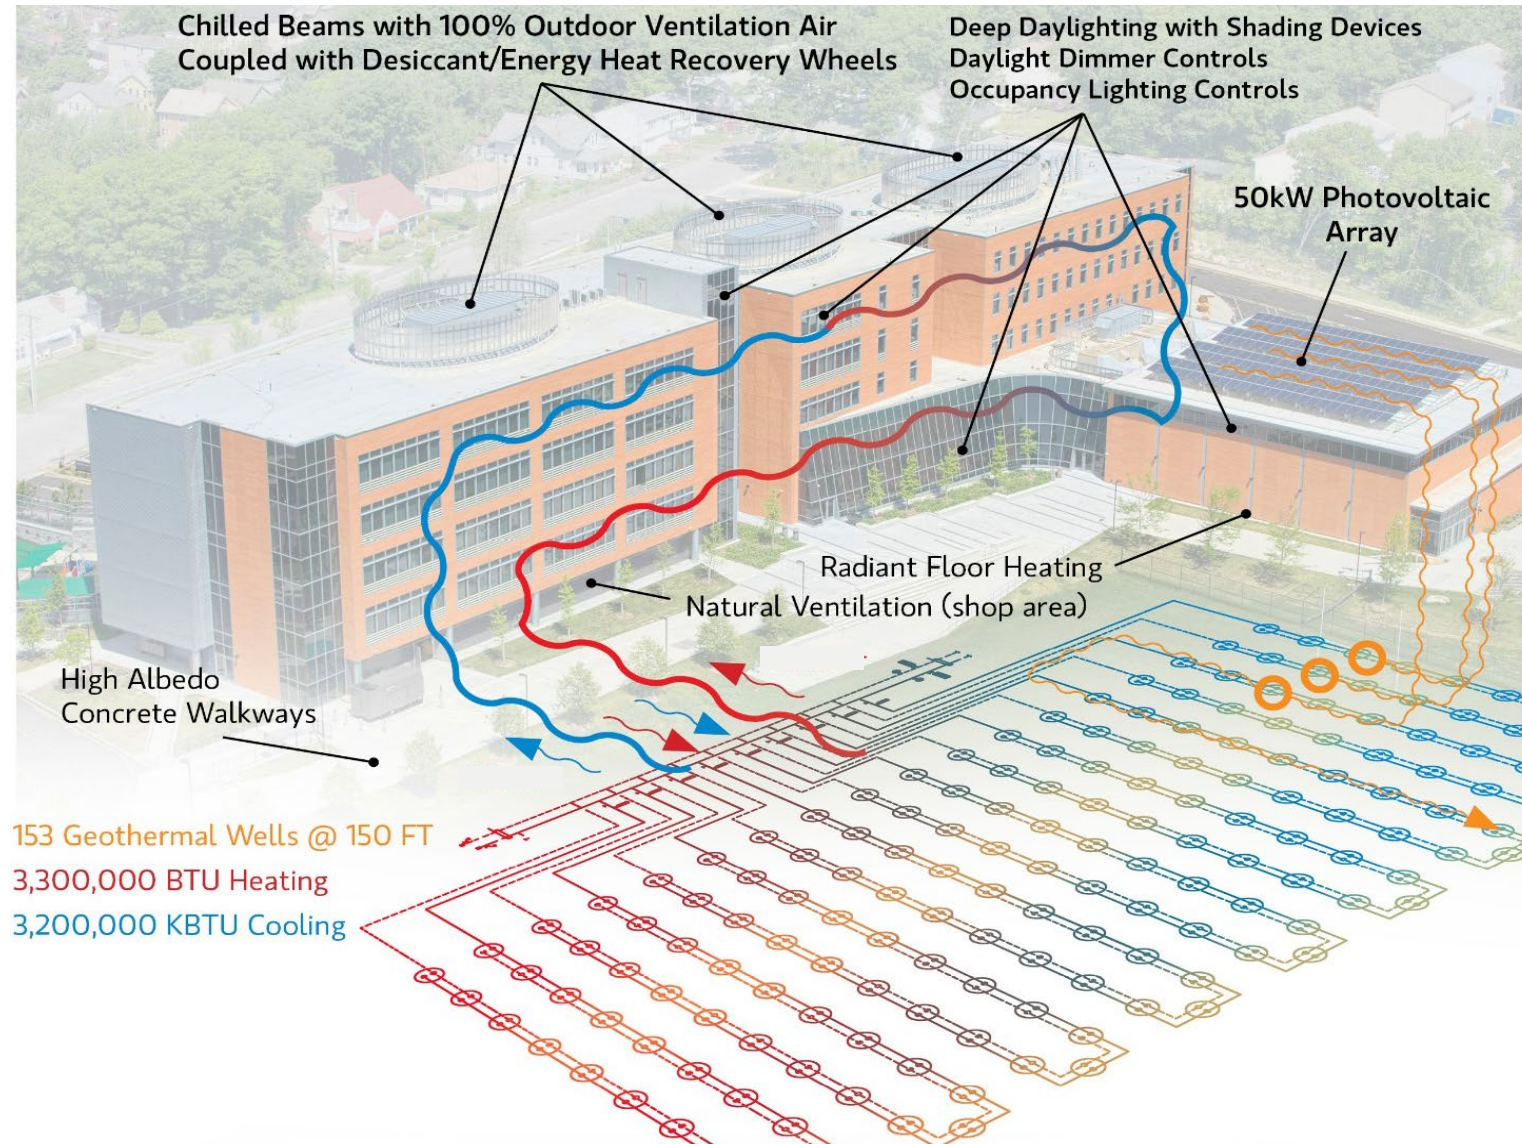 Chilled Beams with 100% Outdoor Ventilation Air
Coupled with Desiccant/Energy Heat Recovery Wheels
Deep Daylighting with Shading Devices
Daylight Dimmer Controls
Occupancy Lighting Controls
50kW Photovoltaic
Array
Radiant Floor Heating
Natural Ventilation (shop area)
High Albedo
Concrete Walkways
153 Geothermal Wells @ 150 FT
3,300,000 BTU Heating
3,200,000 KBTU Cooling